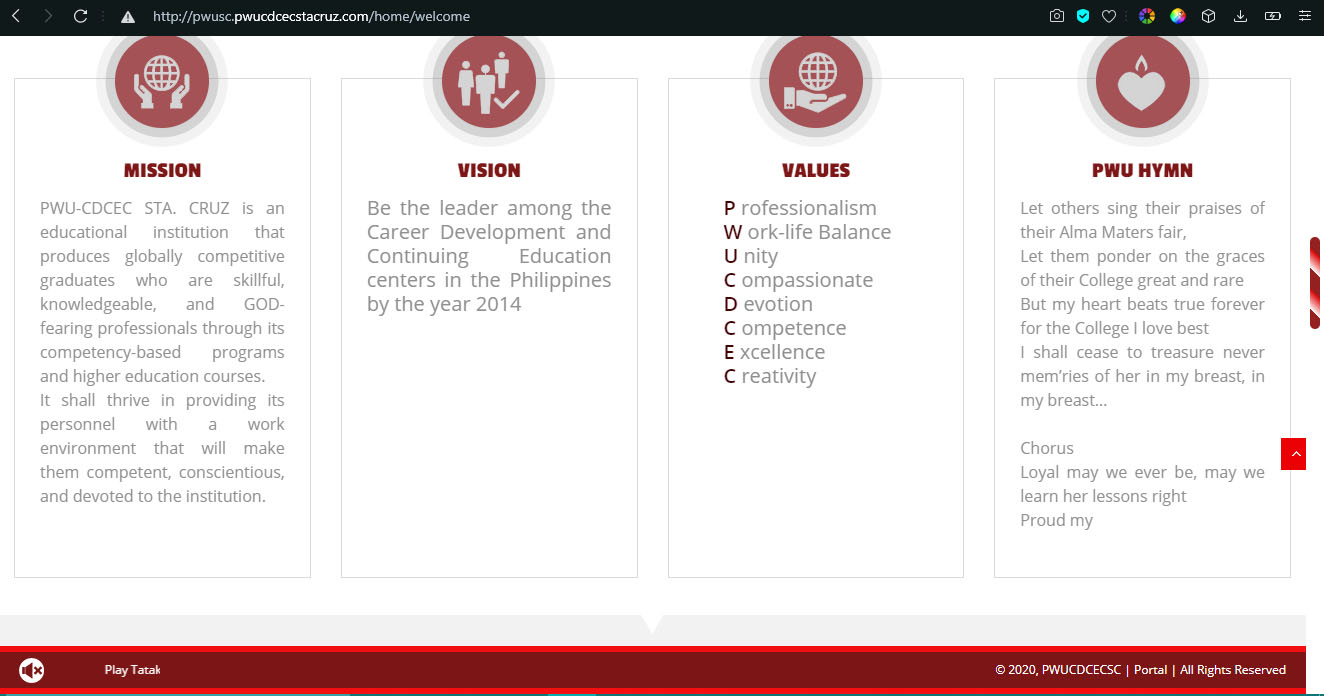 http://pwusc.pwucdcecstacruz.com/home/welcome
MISSION
PWU-CDCEC STA. CRUZ is an
educational institution that
produces globally competitive
graduates who are skillful,
knowledgeable, and GOD-
fearing professionals through its
competency-based programs
and higher education courses.
It shall thrive in providing its
personnel with a work
environment that will make
them competent, conscientious,
and devoted to the institution.
VISION
Be the leader among the
Career Development and
Continuing Education
centers in the Philippines
by the year 2014
VALUES
P rofessionalism
W ork-life Balance
U nity
C ompassionate
D evotion
C ompetence
E xcellence
C reativity
PWU HYMN
Let others sing their praises of
their Alma Maters fair,
Let them ponder on the graces
of their College great and rare
But my heart beats true forever
for the College I love best
I shall cease to treasure never
mem'ries of her in my breast, in
my breast...
Chorus
Loyal may we ever be, may we
learn her lessons right
Proud my
Play Tatak
© 2020, PWUCDCECSC | Portal | All Rights Reserved